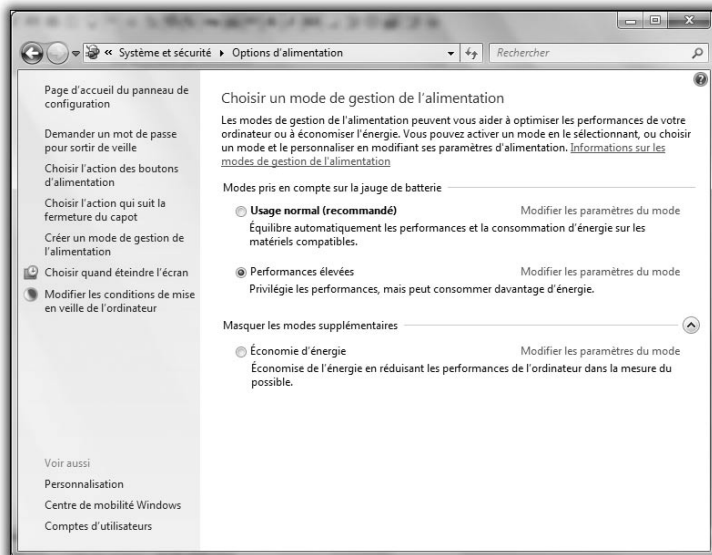 « Système et sécurité ▸ Options d'alimentation
Rechercher
Page d'accueil du panneau de
configuration
Demander un mot de passe
pour sortir de veille
Choisir l'action des boutons
d'alimentation
Choisir l'action qui suit la
fermeture du capot
Créer un mode de gestion de
l'alimentation
Choisir quand éteindre l'écran
Modifier les conditions de mise
en veille de l'ordinateur
Voir aussi
Personnalisation
Centre de mobilité Windows
Comptes d'utilisateurs
Choisir un mode de gestion de l'alimentation
Les modes de gestion de l'alimentation peuvent vous aider à optimiser les performances de votre
ordinateur ou à économiser l'énergie. Vous pouvez activer un mode en le sélectionnant, ou choisir
un mode et le personnaliser en modifiant ses paramètres d'alimentation. Informations sur les
modes de gestion de l'alimentation
Modes pris en compte sur la jauge de batterie
Usage normal (recommandé) Modifier les paramètres du mode
Équilibre automatiquement les performances et la consommation d'énergie sur les
matériels compatibles.
Performances élevées Modifier les paramètres du mode
Privilégie les performances, mais peut consommer davantage d'énergie.
Masquer les modes supplémentaires
Économie d'énergie Modifier les paramètres du mode
Économise de l'énergie en réduisant les performances de l'ordinateur dans la mesure du
possible.